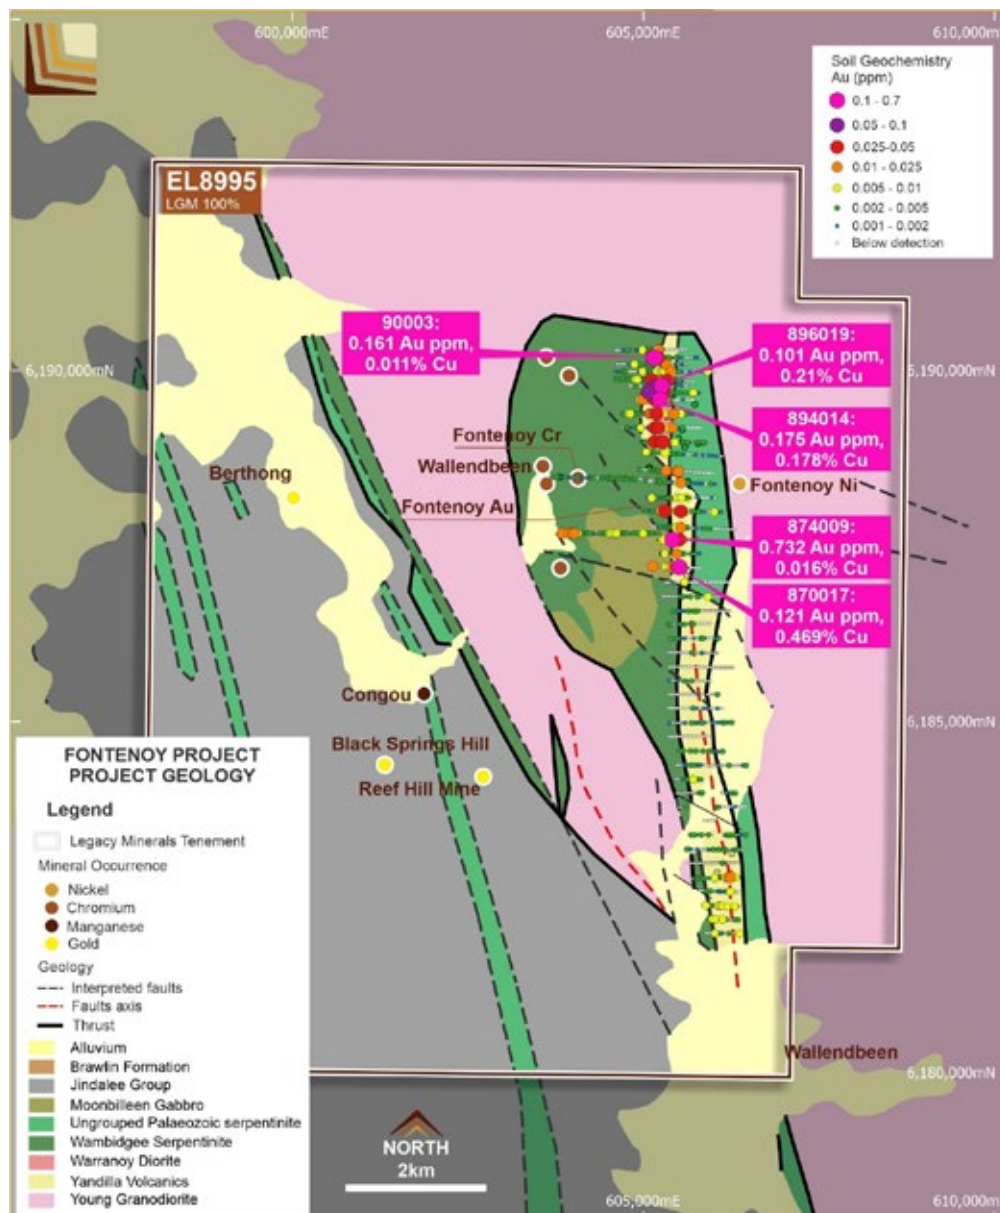 600,000mE
605,000mE
610,000m
Soil Geochemistry
Au (ppm)
0.1 - 0.7
0.05 - 0.1
0.025-0.05
0.01 - 0.025
0.005 - 0.01
0.002 - 0.005
0.001 - 0.002
Below detection
EL8995
LGM 100%
90003:
0.161 Au ppm,
0.011% Cu
896019:
0.101 Au ppm,
0.21% Cu
6,190,000mN
6,190,000mN
894014:
0.175 Au ppm,
0.178% Cu
Fontenoy Cr
Wallendbeen
Berthong
Fontenoy Ni
Fontenoy Au
874009:
0.732 Au ppm,
0.016% Cu
870017:
0.121 Au ppm,
0.469% Cu
Congou
6,185,000mN
Black Springs Hill
Reef Hill Mine
FONTENOY PROJECT
PROJECT GEOLOGY
Legend
Legacy Minerals Tenement
Mineral Occurrence
Nickel
Chromium
Manganese
Gold
Geology
Interpreted faults
Faults axis
Thrust
Alluvium
Brawlin Formation
Jindalee Group
Moonbilleen Gabbro
Ungrouped Palaeozoic serpentinite
Wambidgee Serpentinite
Warranoy Diorite
Yandilla Volcanics
Young Granodiorite
Wallendbeen
6,180,000mN
NORTH
2km
605,000mE
610,000m